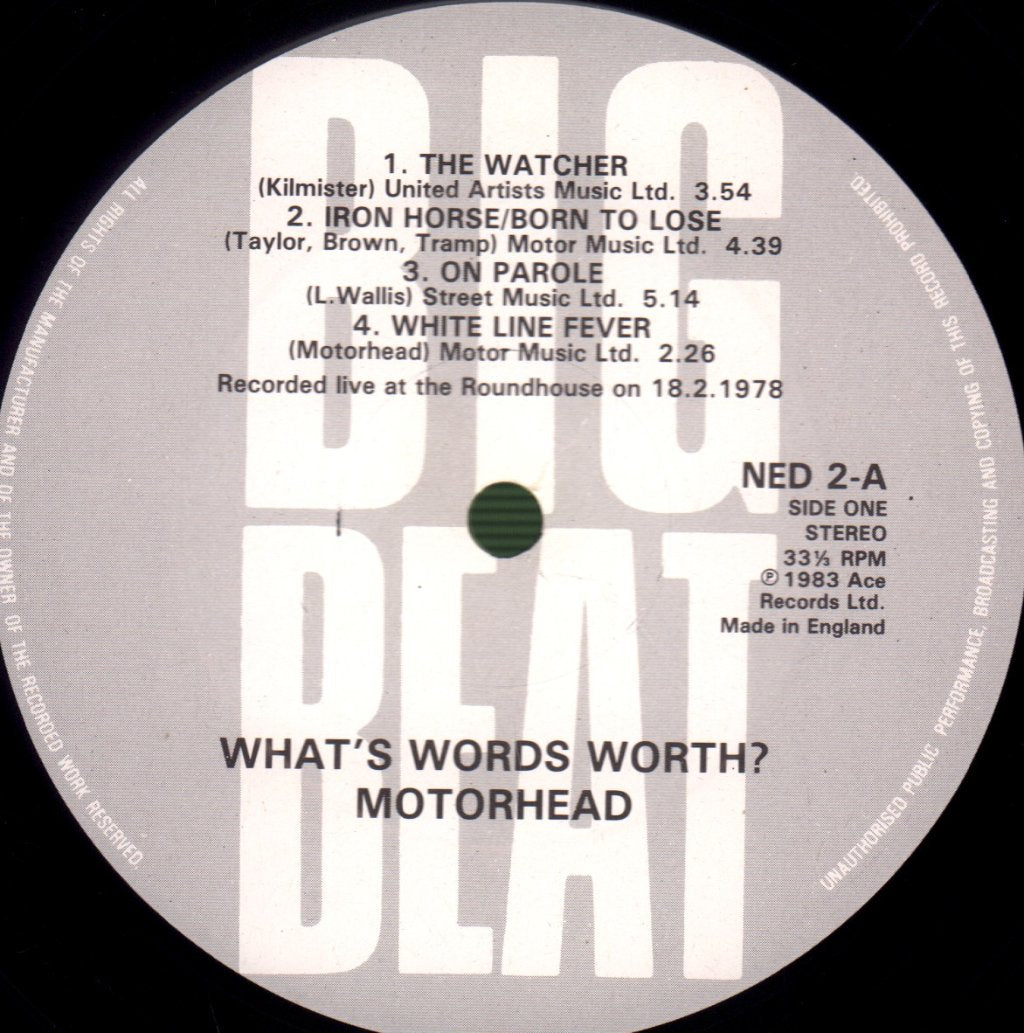 BIG
BEAT
1. THE WATCHER
(Kilmister) United Artists Music Ltd. 3.54
2. IRON HORSE/BORN TO LOSE
(Taylor, Brown, Tramp) Motor Music Ltd. 4.39
3. ON PAROLE
(L.Wallis) Street Music Ltd. 5.14
4. WHITE LINE FEVER
(Motorhead) Motor Music Ltd. 2.26
Recorded live at the Roundhouse on 18.2.1978
NED 2-A
SIDE ONE
STEREO
33⅓ RPM
℗ 1983 Ace
Records Ltd.
Made in England
WHAT'S WORDS WORTH?
MOTORHEAD
ALL RIGHTS OF THE MANUFACTURER AND OF THE OWNER OF THE RECORDED WORK RESERVED,
UNAUTHORISED PUBLIC PERFORMANCE, BROADCASTING AND COPYING OF THIS RECORD PROHIBITED.